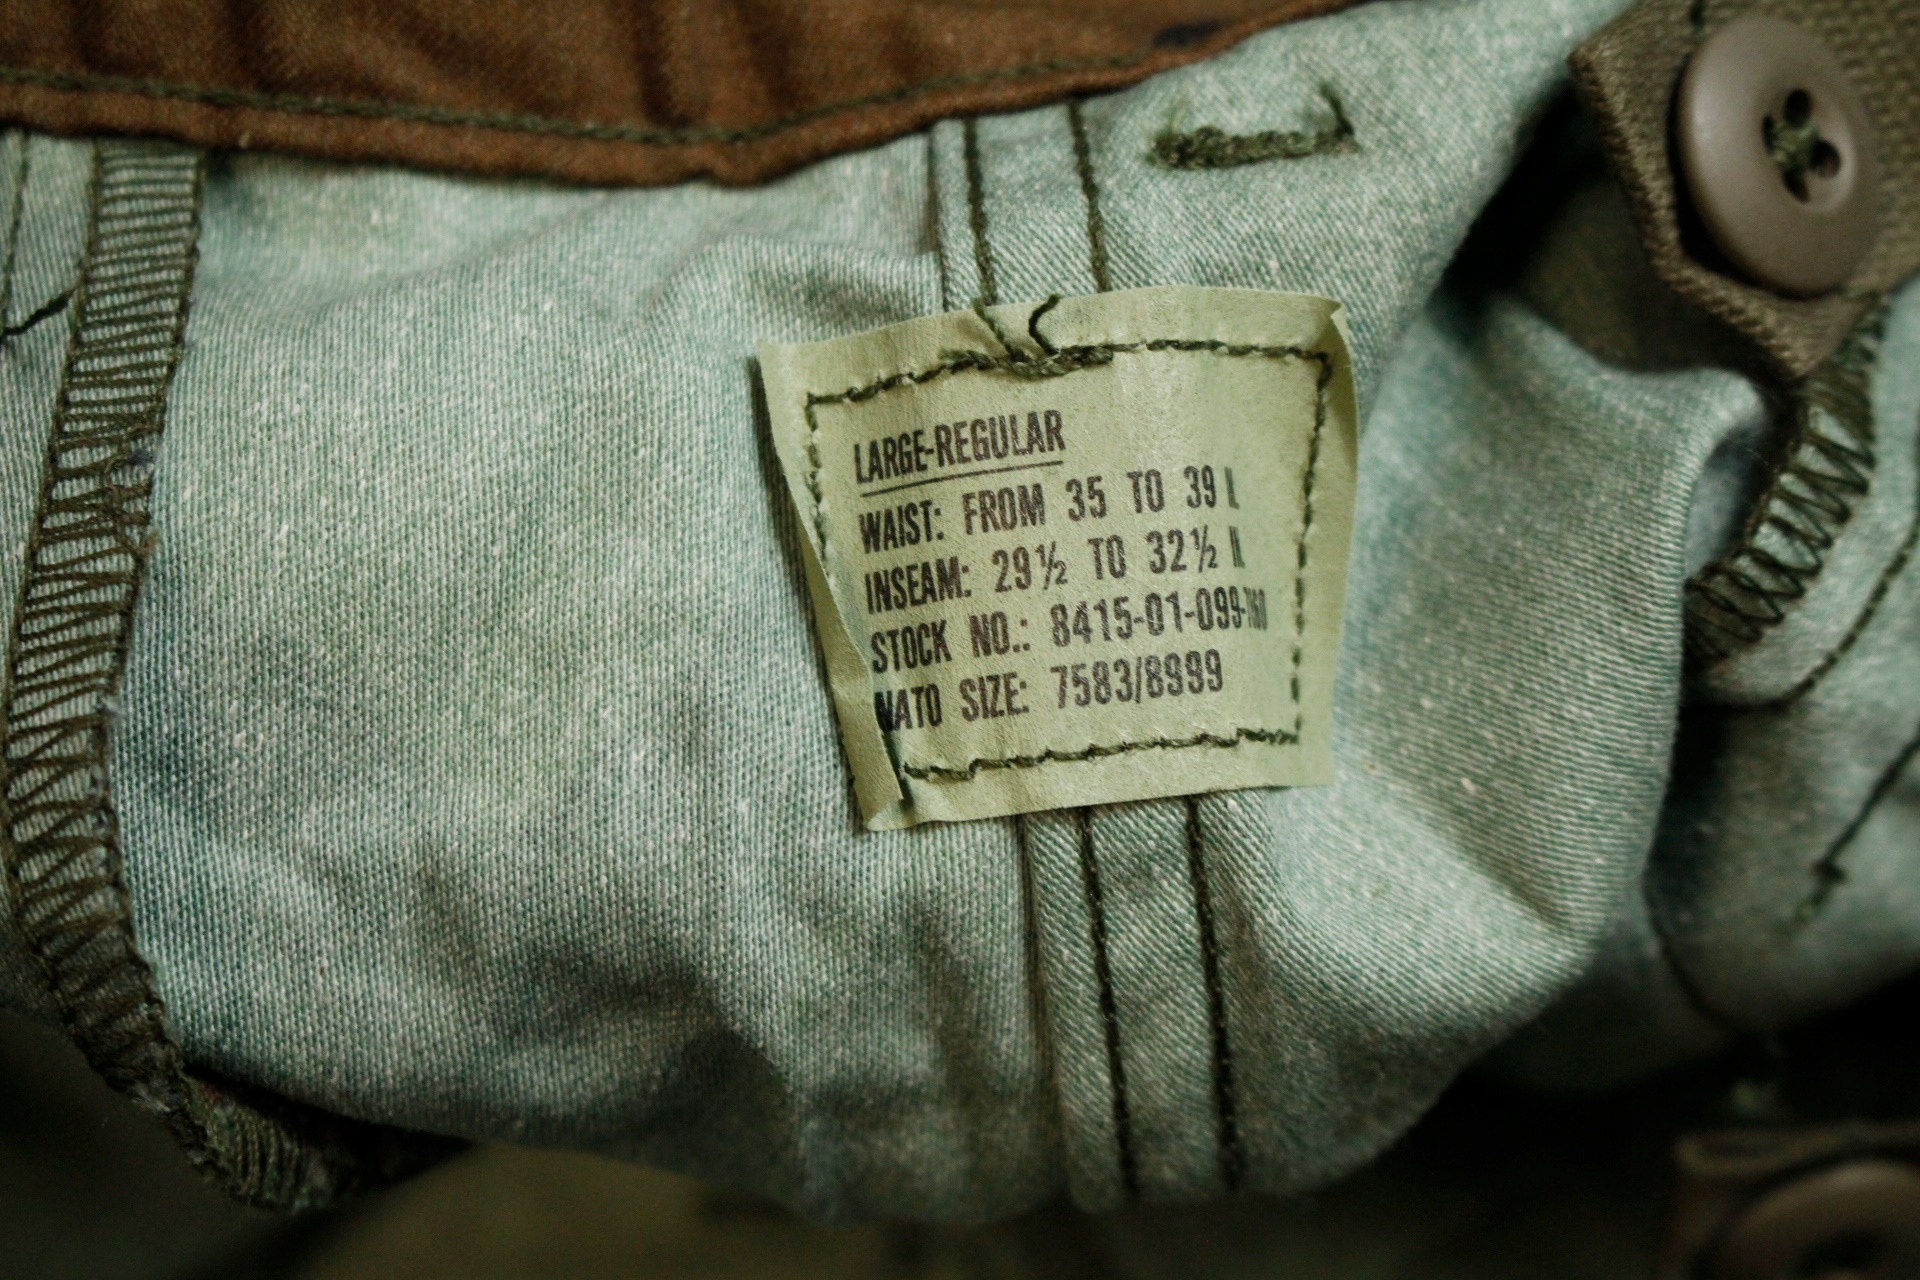 LARGE-REGULAR
WAIST: FROM 35 TO 39
INSEAM: 29½ TO 32½
STOCK NO.: 8415-01-099-
NATO SIZE: 7583/8999